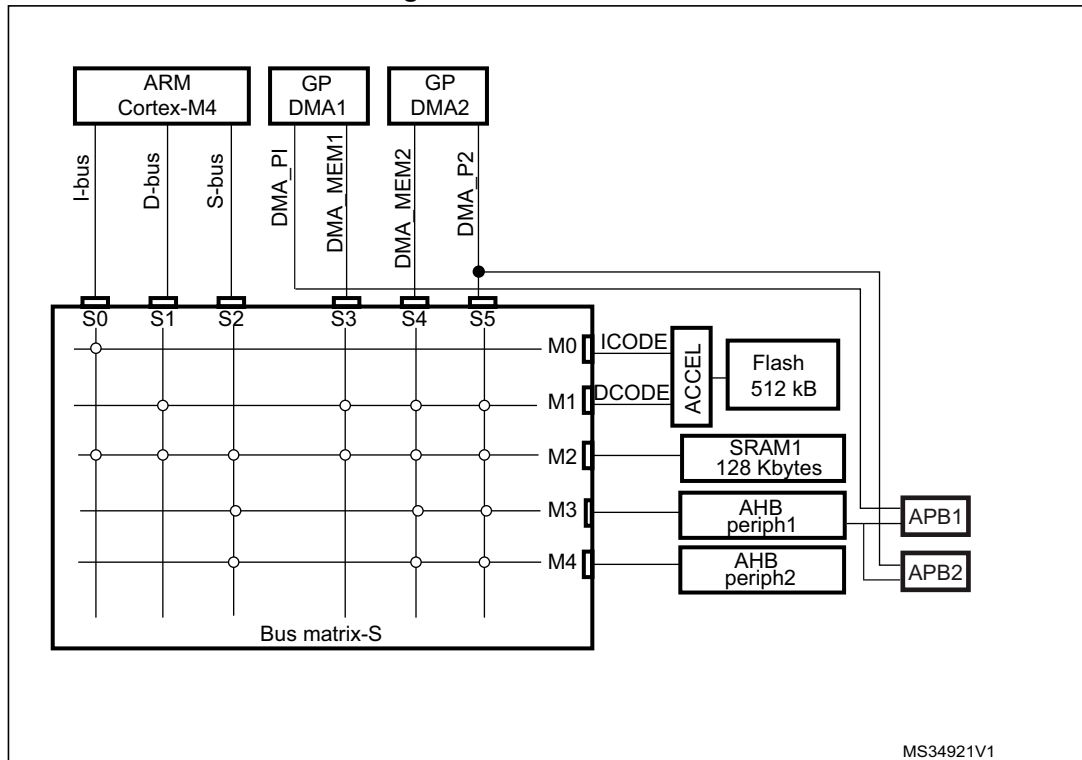 ARM
Cortex-M4
GP
DMA1
GP
DMA2
I-bus
D-bus
S-bus
DMA_PI
DMA_MEM1
DMA_MEM2
DMA_P2
S0 S1 S2 S3 S4 S5
M0
ICODE
M1
DCODE
ACCEL
Flash
512 kB
M2
SRAM1
128 Kbytes
M3
AHB
periph1
APB1
M4
AHB
periph2
APB2
Bus matrix-S
MS34921V1